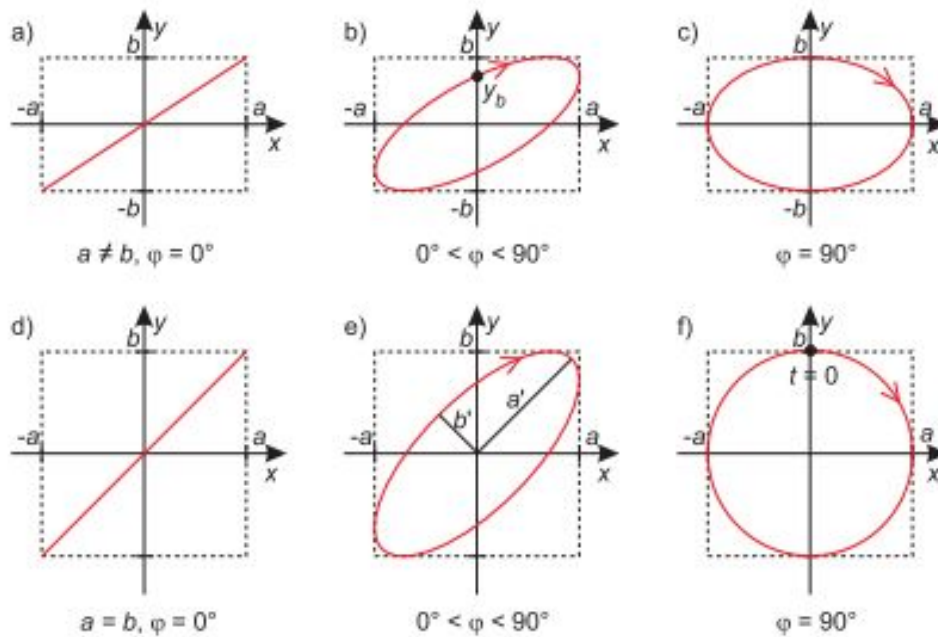 a) y b) y c) y
b b b
-a a -a y_b a -a a
x x x
-b -b -b
a ≠ b, φ = 0° 0° < φ < 90° φ = 90°
d) y e) y f) y
b b b
t = 0
-a a -a b' a' a -a a
x x x
a = b, φ = 0° 0° < φ < 90° φ = 90°